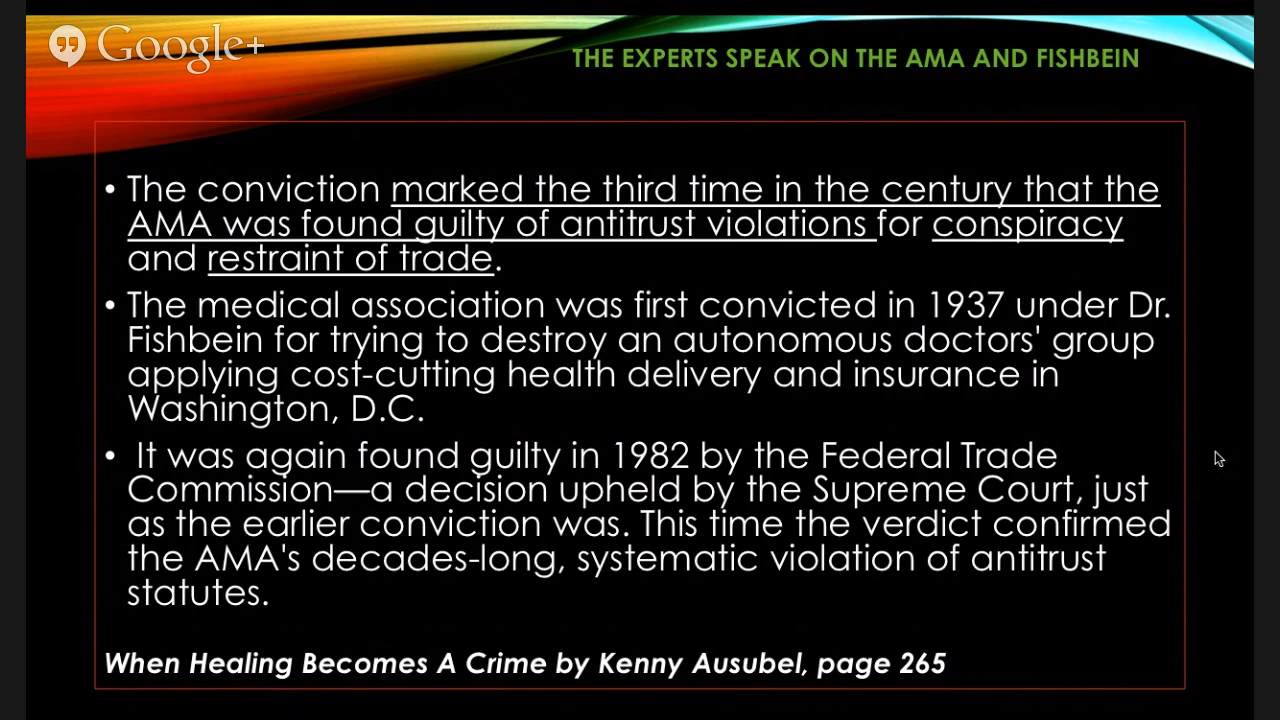 Google+
THE EXPERTS SPEAK ON THE AMA AND FISHBEIN
• The conviction marked the third time in the century that the
AMA was found guilty of antitrust violations for conspiracy
and restraint of trade.
• The medical association was first convicted in 1937 under Dr.
Fishbein for trying to destroy an autonomous doctors' group
applying cost-cutting health delivery and insurance in
Washington, D.C.
• It was again found guilty in 1982 by the Federal Trade
Commission—a decision upheld by the Supreme Court, just
as the earlier conviction was. This time the verdict confirmed
the AMA's decades-long, systematic violation of antitrust
statutes.
When Healing Becomes A Crime by Kenny Ausubel, page 265